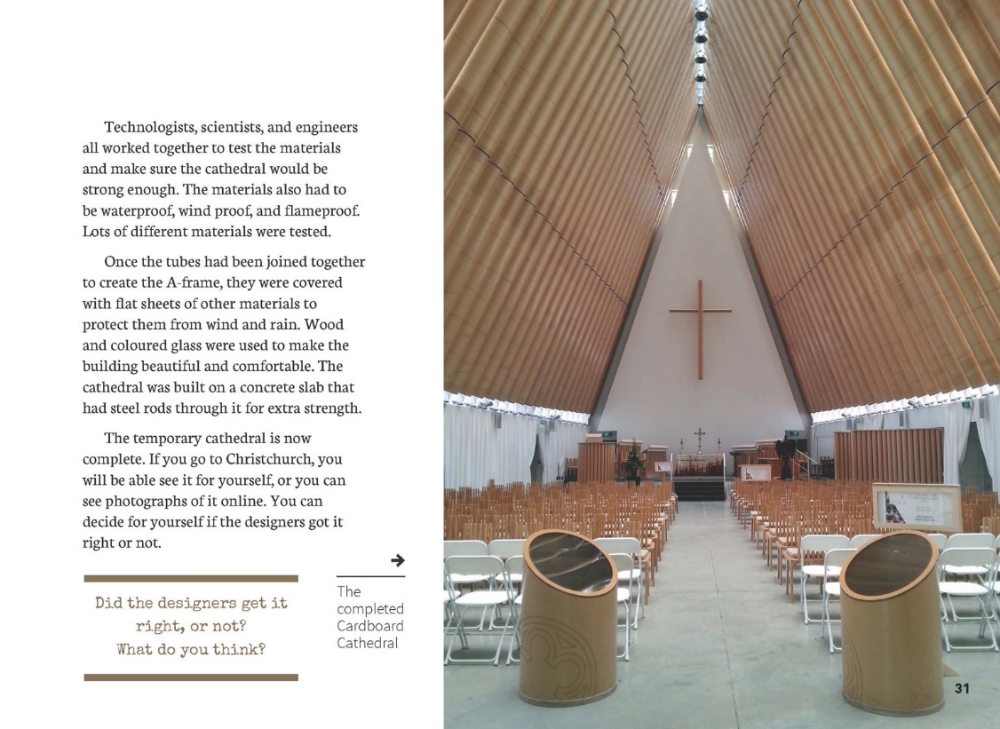 Technologists, scientists, and engineers
all worked together to test the materials
and make sure the cathedral would be
strong enough. The materials also had to
be waterproof, wind proof, and flameproof.
Lots of different materials were tested.
Once the tubes had been joined together
to create the A-frame, they were covered
with flat sheets of other materials to
protect them from wind and rain. Wood
and coloured glass were used to make the
building beautiful and comfortable. The
cathedral was built on a concrete slab that
had steel rods through it for extra strength.
The temporary cathedral is now
complete. If you go to Christchurch, you
will be able see it for yourself, or you can
see photographs of it online. You can
decide for yourself if the designers got it
right or not.
Did the designers get it
right, or not?
What do you think?
The
completed
Cardboard
Cathedral
31